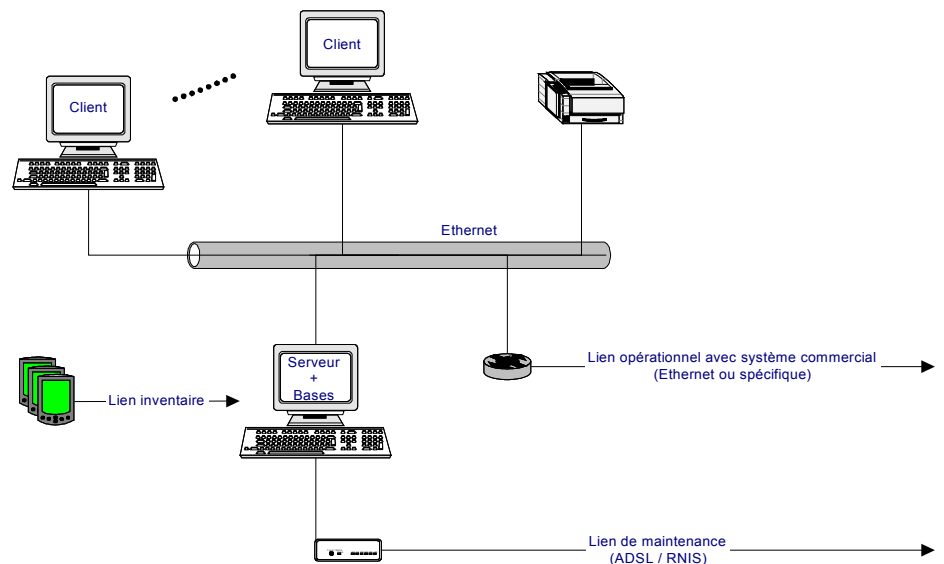 Client
Client
Ethernet
Serveur
+
Bases
Lien opérationnel avec système commercial
(Ethernet ou spécifique)
Lien inventaire
Lien de maintenance
(ADSL / RNIS)